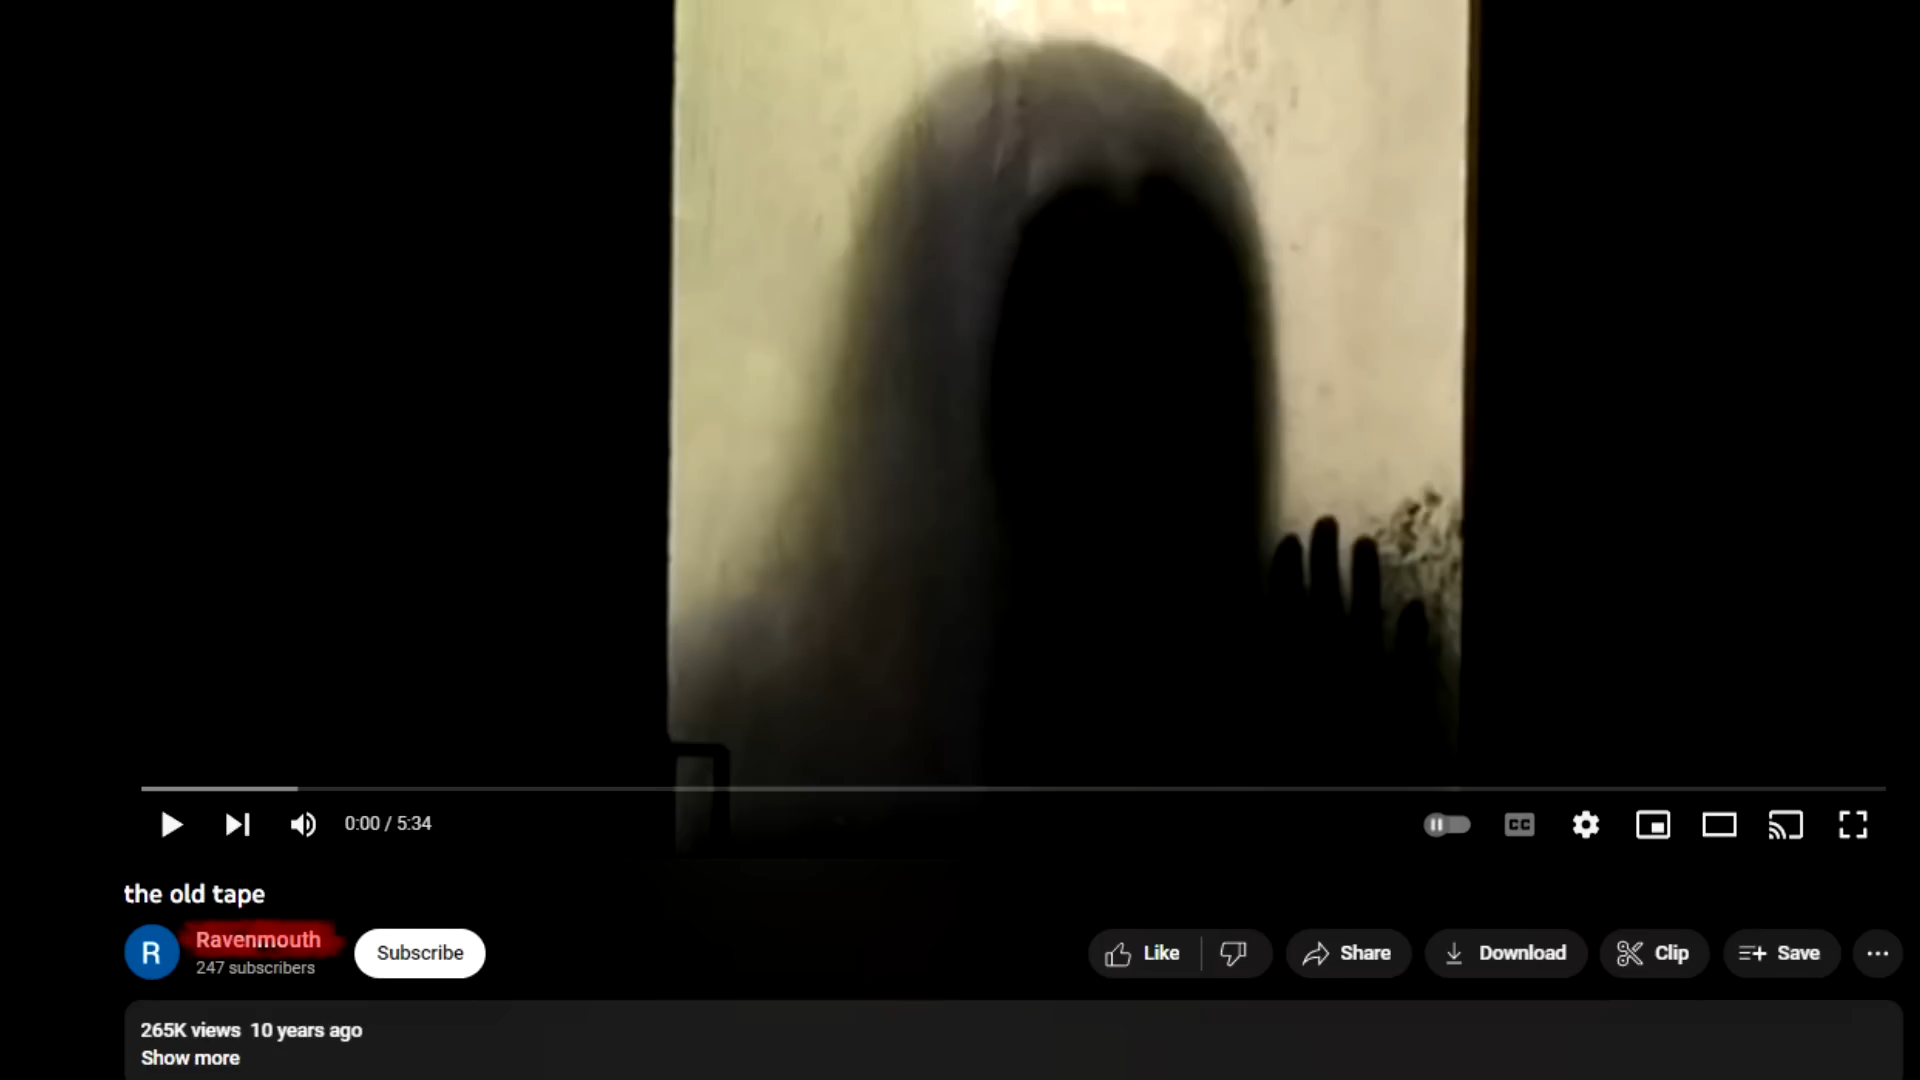 0:00 / 5:34
CC
the old tape
R
Ravenmouth
247 subscribers
Subscribe
Like
Share
Download
Clip
Save
265K views 10 years ago
Show more